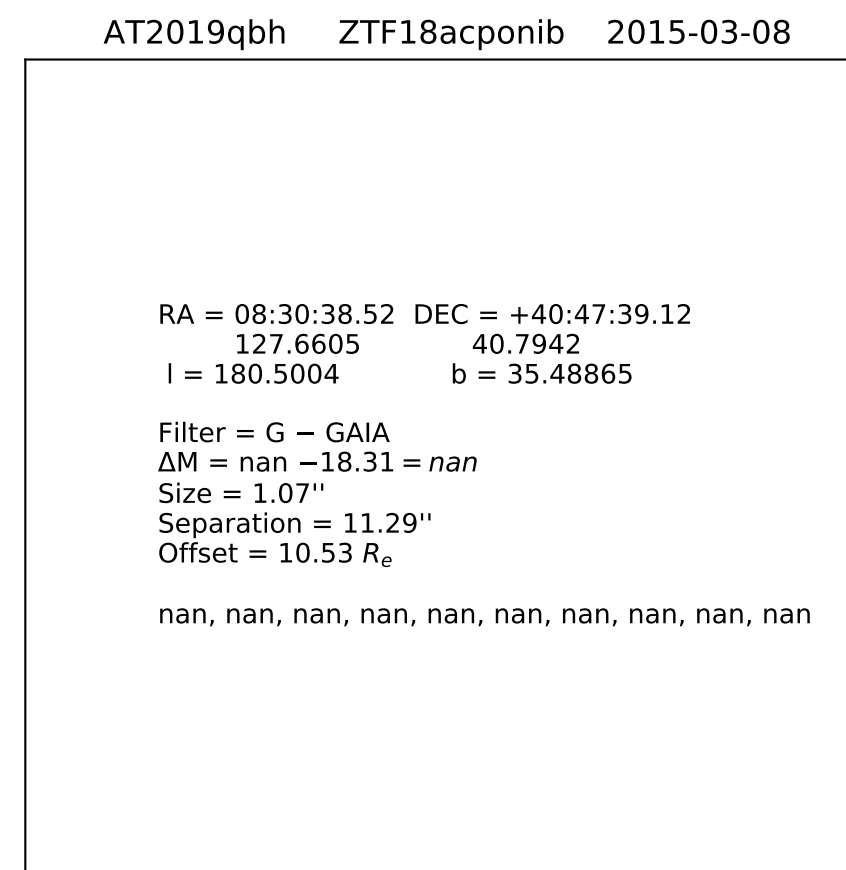 AT2019qbh ZTF18acponib 2015-03-08
RA = 08:30:38.52 DEC = +40:47:39.12
127.6605 40.7942
l = 180.5004 b = 35.48865
Filter = G − GAIA
ΔM = nan −18.31 = nan
Size = 1.07''
Separation = 11.29''
Offset = 10.53 Re
nan, nan, nan, nan, nan, nan, nan, nan, nan, nan